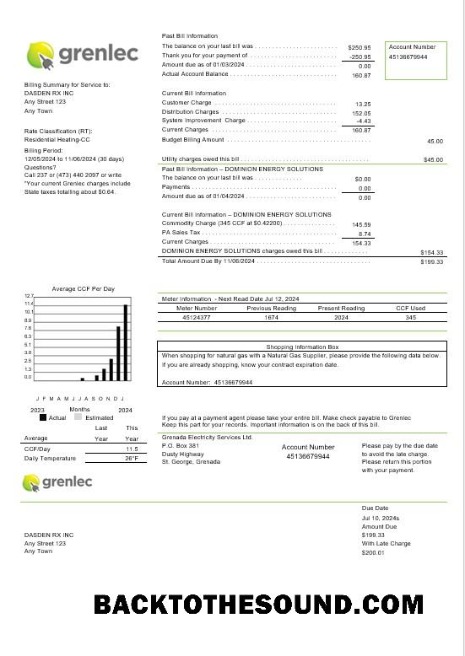 grenlec
Billing Summary for Service to:
DASDEN RX INC
Any Street 123
Any Town
Rate Classification (RT):
Residential Heating-CC
Billing Period:
12/05/2024 to 11/06/2024 (30 days)
Questions?
Call 237 or (473) 440 2097 or write
"Your current Grenlec charges include
State taxes totalling about $0.64.
Past Bill Information
The balance on your last bill was $250.95
Thank you for your payment of -250.95
Amount due as of 01/03/2024 0.00
Actual Account Balance 160.87
Account Number
45136679944
Current Bill Information
Customer Charge 13.25
Distribution Charges 152.05
System Improvement Charge -4.43
Current Charges 160.87
Budget Billing Amount 45.00
Utility charges owed this bill $45.00
Past Bill Information – DOMINION ENERGY SOLUTIONS
The balance on your last bill was $0.00
Payments 0.00
Amount due as of 01/04/2024 0.00
Current Bill Information – DOMINION ENERGY SOLUTIONS
Commodity Charge (345 CCF at $0.42200) 145.59
PA Sales Tax 8.74
Current Charges 154.33
DOMINION ENERGY SOLUTIONS charges owed this bill $154.33
Total Amount Due By 11/06/2024 $199.33
Average CCF Per Day
12.7
11.4
10.1
8.9
7.6
6.3
5.1
3.8
2.5
1.3
0.0
J F M A M J J A S O N D J
2023 Months 2024
Actual Estimated
Last This
Average Year Year
CCF/Day 11.5
Daily Temperature 26°F
Meter Information - Next Read Date Jul 12, 2024
Meter Number Previous Reading Present Reading CCF Used
45124377 1674 2024 345
Shopping Information Box
When shopping for natural gas with a Natural Gas Supplier, please provide the following data below.
If you are already shopping, know your contract expiration date.
Account Number: 45136679944
If you pay at a payment agent please take your entire bill. Make check payable to Grenlec
Keep this part for your records. Important information is on the back of this bill.
Grenada Electricity Services Ltd.
P.O. Box 381
Dusty Highway
St. George, Grenada
Account Number
45136679944
Please pay by the due date
to avoid the late charge.
Please return this portion
with your payment.
grenlec
Due Date
Jul 10, 2024s
Amount Due
$199.33
With Late Charge
$200.01
DASDEN RX INC
Any Street 123
Any Town
BACKTOTHESOUND.COM